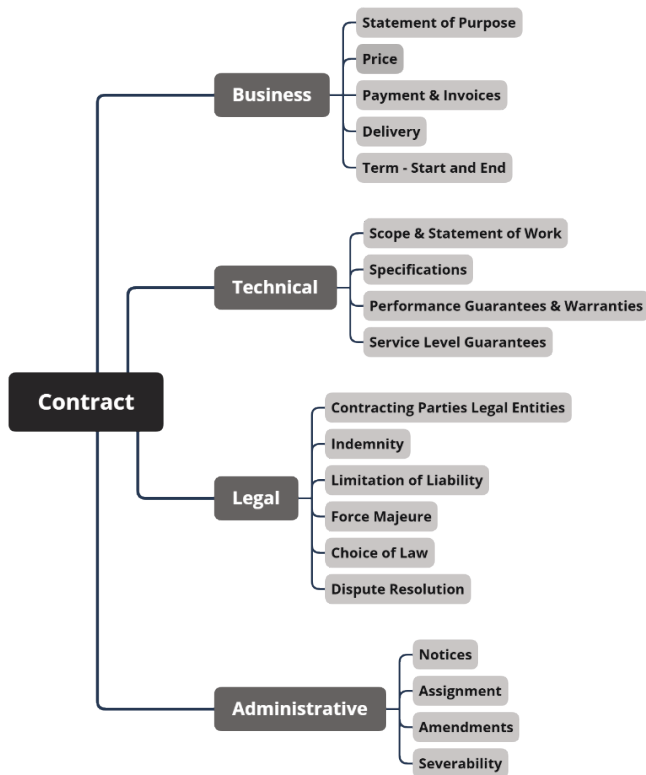 Contract
Business
Statement of Purpose
Price
Payment & Invoices
Delivery
Term - Start and End
Technical
Scope & Statement of Work
Specifications
Performance Guarantees & Warranties
Service Level Guarantees
Legal
Contracting Parties Legal Entities
Indemnity
Limitation of Liability
Force Majeure
Choice of Law
Dispute Resolution
Administrative
Notices
Assignment
Amendments
Severability